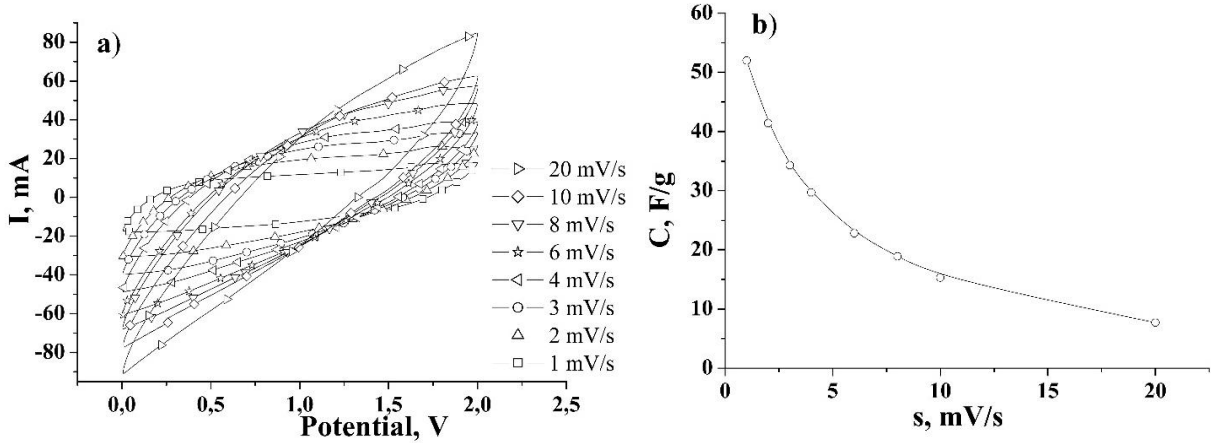 a)
80
60
40
20
0
-20
-40
-60
-80
I, mA
0,0
0,5
1,0
1,5
2,0
2,5
Potential, V
20 mV/s
10 mV/s
8 mV/s
6 mV/s
4 mV/s
3 mV/s
2 mV/s
1 mV/s
b)
60
50
40
30
20
10
0
C, F/g
0
5
10
15
20
s, mV/s